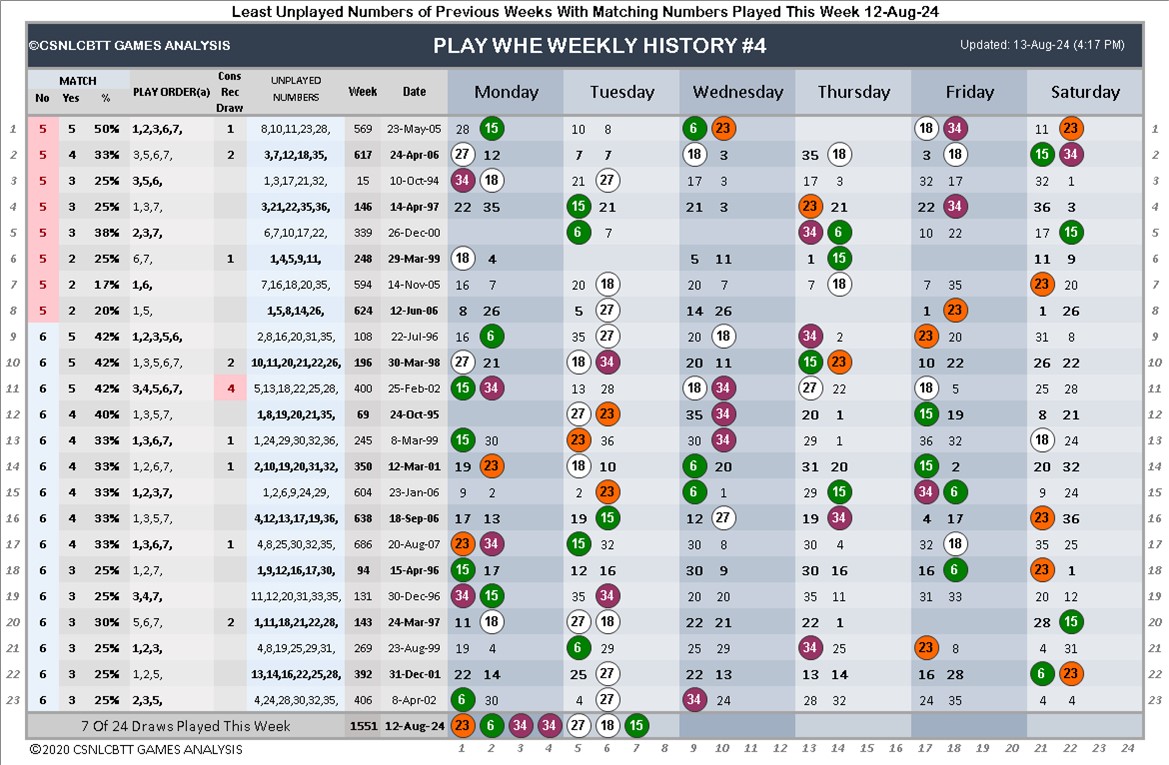 Least Unplayed Numbers of Previous Weeks With Matching Numbers Played This Week 12-Aug-24
©CSNLCBTT GAMES ANALYSIS PLAY WHE WEEKLY HISTORY #4 Updated: 13-Aug-24 (4:17 PM)
MATCH PLAY ORDER(a) Cons Rec Draw UNPLAYED NUMBERS Week Date Monday Tuesday Wednesday Thursday Friday Saturday
No Yes %
1 5 5 50% 1,2,3,6,7, 1 8,10,11,23,28, 569 23-May-05 28 15 10 8 6 23 18 34 11 23 1
2 5 4 33% 3,5,6,7, 2 3,7,12,18,35, 617 24-Apr-06 27 12 7 7 18 3 35 18 3 18 15 34 2
3 5 3 25% 3,5,6, 1,3,17,21,32, 15 10-Oct-94 34 18 21 27 17 3 17 3 32 17 32 1 3
4 5 3 25% 1,3,7, 3,21,22,35,36, 146 14-Apr-97 22 35 15 21 21 3 23 21 22 34 36 3 4
5 5 3 38% 2,3,7, 6,7,10,17,22, 339 26-Dec-00 6 7 34 6 10 22 17 15 5
6 5 2 25% 6,7, 1 1,4,5,9,11, 248 29-Mar-99 18 4 5 11 1 15 11 9 6
7 5 2 17% 1,6, 7,16,18,20,35, 594 14-Nov-05 16 7 20 18 20 7 7 18 7 35 23 20 7
8 5 2 20% 1,5, 1,5,8,14,26, 624 12-Jun-06 8 26 5 27 14 26 1 23 1 26 8
9 6 5 42% 1,2,3,5,6, 2,8,16,20,31,35, 108 22-Jul-96 16 6 35 27 20 18 34 2 23 20 31 8 9
10 6 5 42% 1,3,5,6,7, 2 10,11,20,21,22,26, 196 30-Mar-98 27 21 18 34 20 11 15 23 10 22 26 22 10
11 6 5 42% 3,4,5,6,7, 4 5,13,18,22,25,28, 400 25-Feb-02 15 34 13 28 18 34 27 22 18 5 25 28 11
12 6 4 40% 1,3,5,7, 1,8,19,20,21,35, 69 24-Oct-95 27 23 35 34 20 1 15 19 8 21 12
13 6 4 33% 1,3,6,7, 1 1,24,29,30,32,36, 245 8-Mar-99 15 30 23 36 30 34 29 1 36 32 18 24 13
14 6 4 33% 1,2,6,7, 1 2,10,19,20,31,32, 350 12-Mar-01 19 23 18 10 6 20 31 20 15 2 20 32 14
15 6 4 33% 1,2,3,7, 1,2,6,9,24,29, 604 23-Jan-06 9 2 2 23 6 1 29 15 34 6 9 24 15
16 6 4 33% 1,3,5,7, 4,12,13,17,19,36, 638 18-Sep-06 17 13 19 15 12 27 19 34 4 17 23 36 16
17 6 4 33% 1,3,6,7, 1 4,8,25,30,32,35, 686 20-Aug-07 23 34 15 32 30 8 30 4 32 18 35 25 17
18 6 3 25% 1,2,7, 1,9,12,16,17,30, 94 15-Apr-96 15 17 12 16 30 9 30 16 16 6 23 1 18
19 6 3 25% 3,4,7, 11,12,20,31,33,35, 131 30-Dec-96 34 15 35 34 20 20 35 11 31 33 20 12 19
20 6 3 30% 5,6,7, 2 1,11,18,21,22,28, 143 24-Mar-97 11 18 27 18 22 21 22 1 28 15 20
21 6 3 25% 1,2,3, 4,8,19,25,29,31, 269 23-Aug-99 19 4 6 29 25 29 34 25 23 8 4 31 21
22 6 3 25% 1,2,5, 13,14,16,22,25,28, 392 31-Dec-01 22 14 25 27 22 13 13 14 16 28 6 23 22
23 6 3 25% 2,3,5, 4,24,28,30,32,35, 406 8-Apr-02 6 30 4 27 34 24 28 32 24 35 4 4 23
7 Of 24 Draws Played This Week 1551 12-Aug-24 23 6 34 34 27 18 15
©2020 CSNLCBTT GAMES ANALYSIS 1 2 3 4 5 6 7 8 9 10 11 12 13 14 15 16 17 18 19 20 21 22 23 24